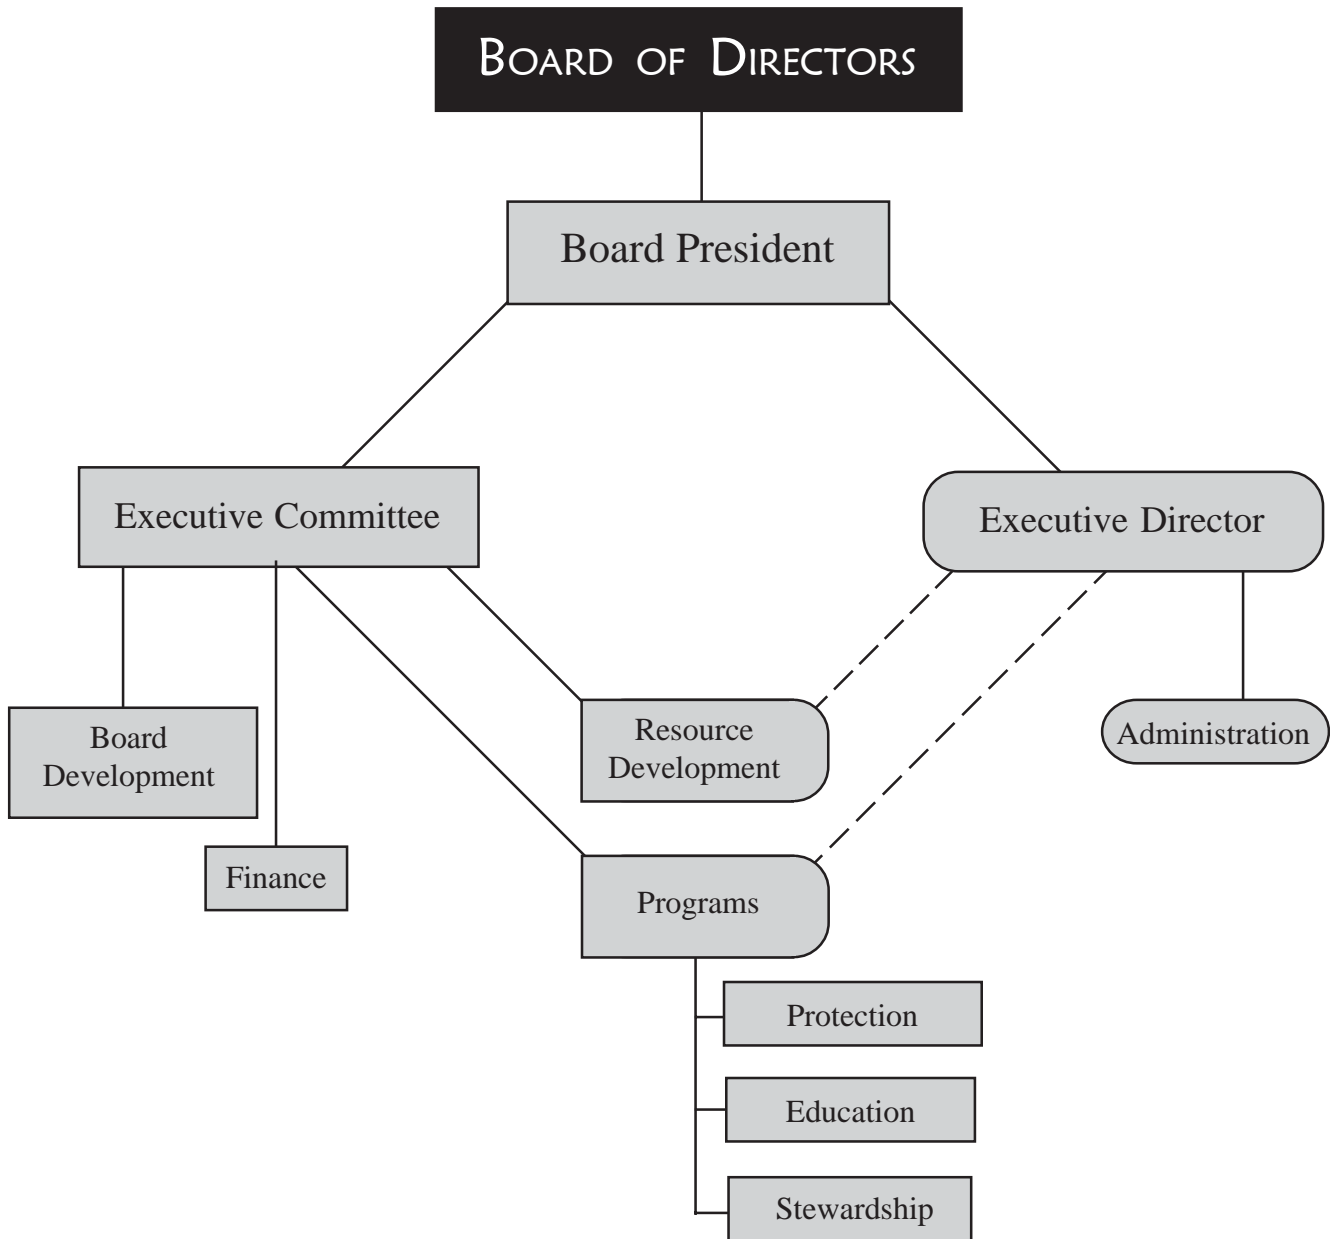 Board of Directors
Board President
Executive Committee
Executive Director
Board
Development
Resource
Development
Administration
Finance
Programs
Protection
Education
Stewardship